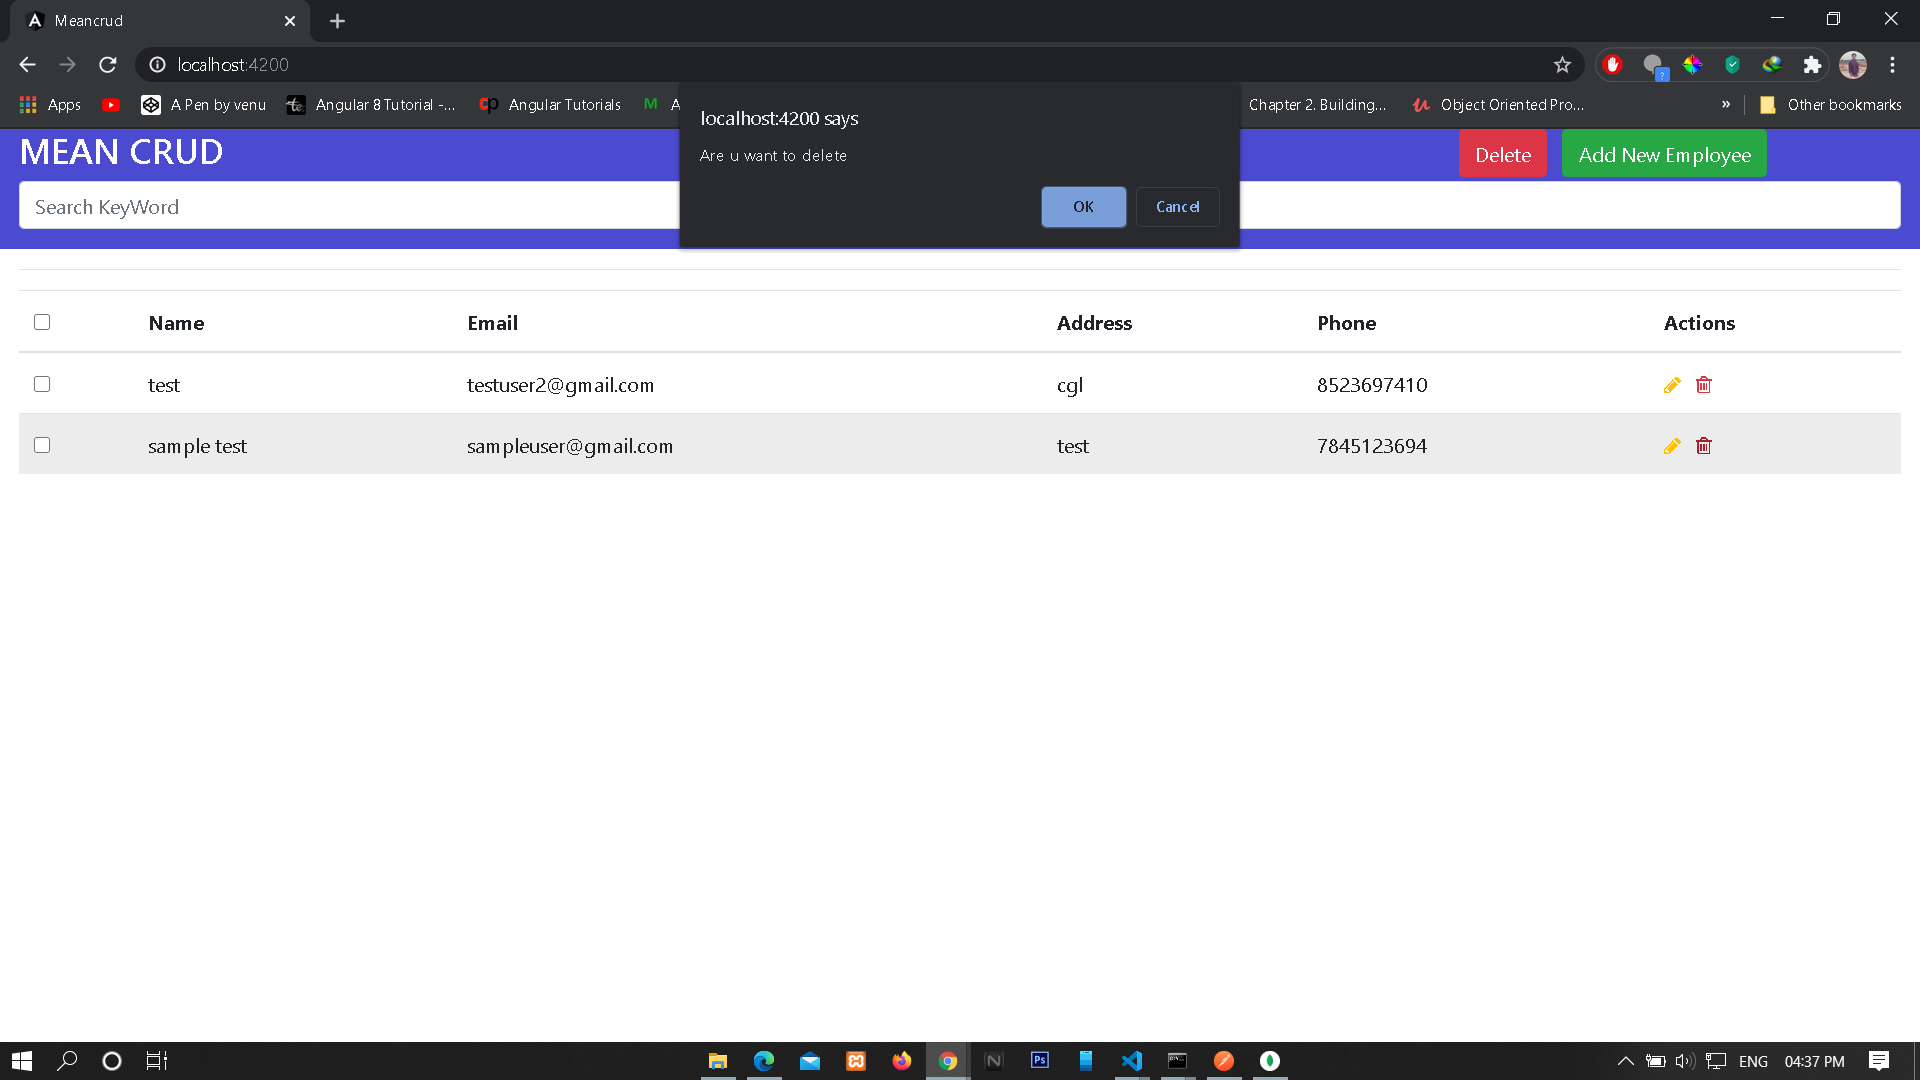 Meancrud
localhost:4200
Apps
A Pen by venu
Angular 8 Tutorial -...
Angular Tutorials
Chapter 2. Building...
Object Oriented Pro...
»
Other bookmarks
localhost:4200 says
Are u want to delete
OK
Cancel
MEAN CRUD
Delete
Add New Employee
Search KeyWord
Name Email Address Phone Actions
test testuser2@gmail.com cgl 8523697410
sample test sampleuser@gmail.com test 7845123694
ENG
04:37 PM